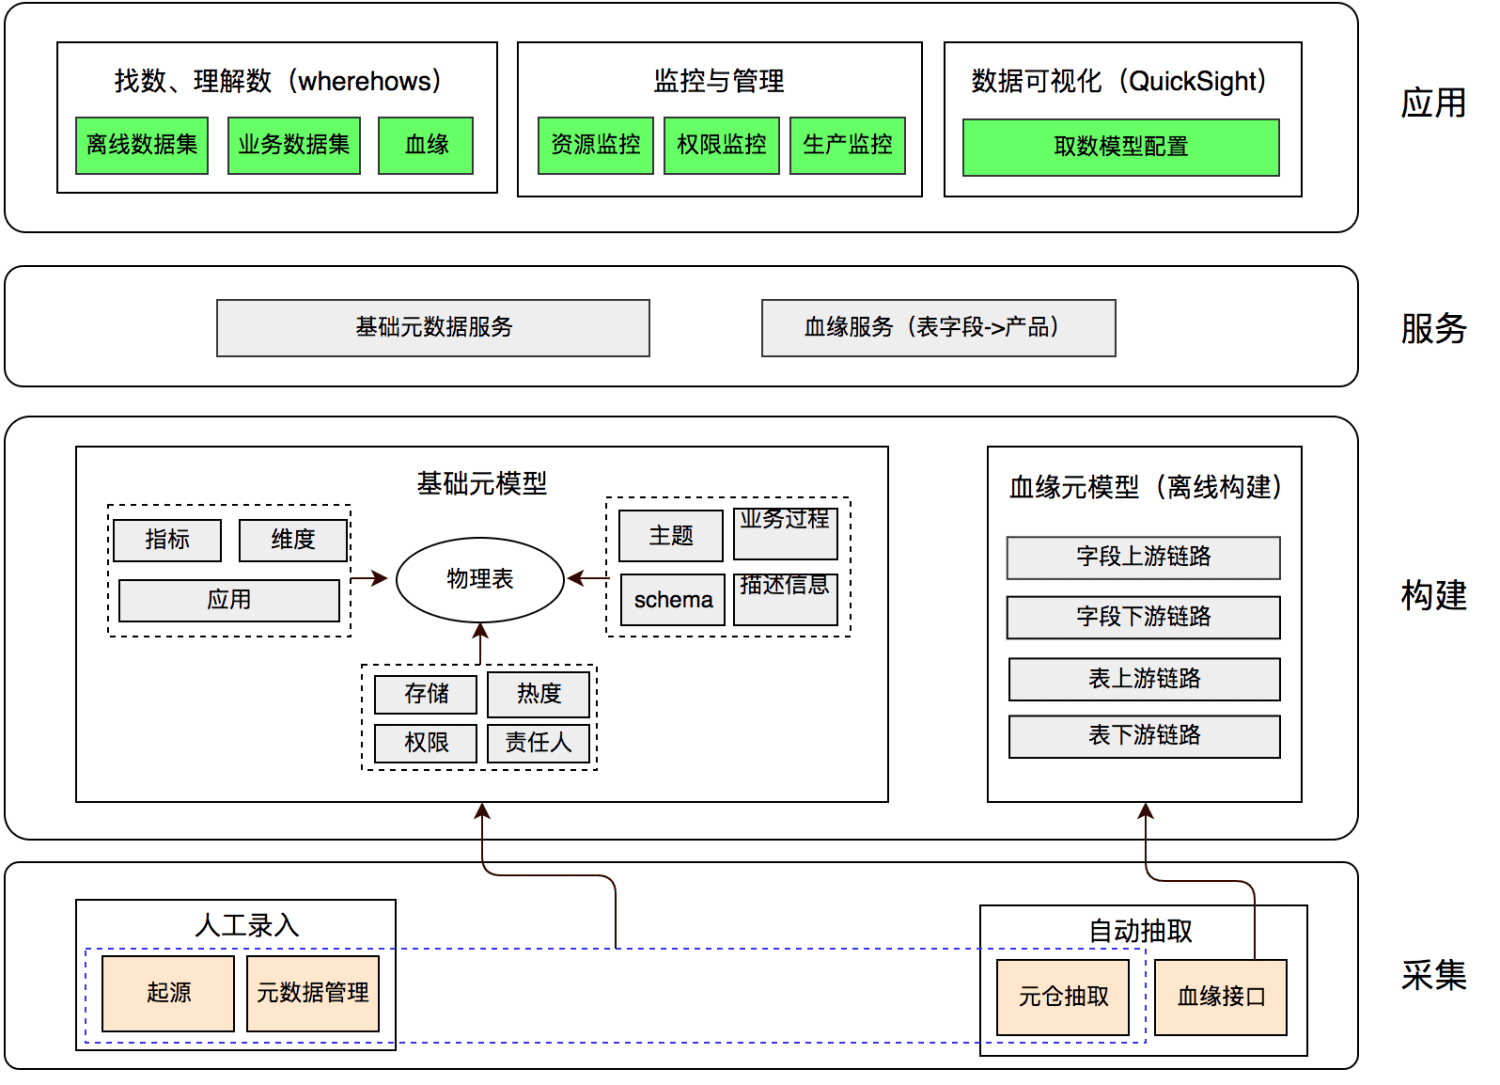 找数、理解数（wherehows）
离线数据集
业务数据集
血缘
监控与管理
资源监控
权限监控
生产监控
数据可视化（QuickSight）
取数模型配置
应用
基础元数据服务
血缘服务（表字段->产品）
服务
基础元模型
指标
维度
应用
物理表
主题
业务过程
schema
描述信息
存储
热度
权限
责任人
血缘元模型（离线构建）
字段上游链路
字段下游链路
表上游链路
表下游链路
构建
人工录入
起源
元数据管理
自动抽取
元仓抽取
血缘接口
采集